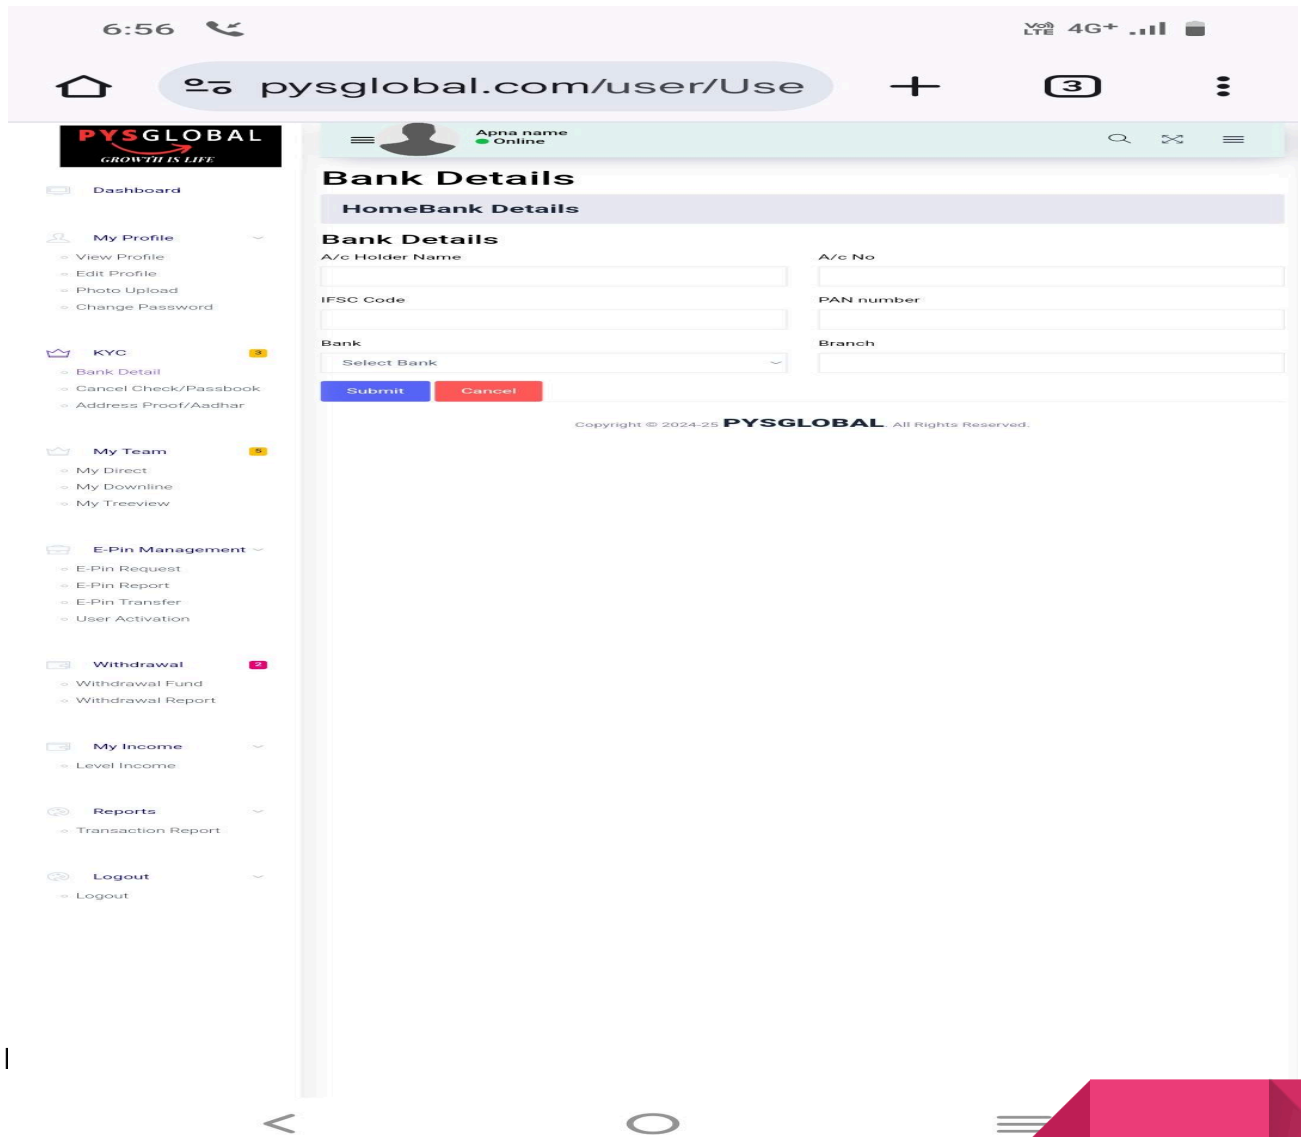 6:56
Vo)) LTE 4G+
pysglobal.com/user/Use
3
PYSGLOBAL
GROWTH IS LIFE
Apna name
Online
Dashboard
My Profile
View Profile
Edit Profile
Photo Upload
Change Password
KYC 3
Bank Detail
Cancel Check/Passbook
Address Proof/Aadhar
My Team 5
My Direct
My Downline
My Treeview
E-Pin Management
E-Pin Request
E-Pin Report
E-Pin Transfer
User Activation
Withdrawal 2
Withdrawal Fund
Withdrawal Report
My Income
Level Income
Reports
Transaction Report
Logout
Logout
Bank Details
HomeBank Details
Bank Details
A/c Holder Name
A/c No
IFSC Code
PAN number
Bank
Branch
Select Bank
Submit Cancel
Copyright © 2024-25 PYSGLOBAL. All Rights Reserved.